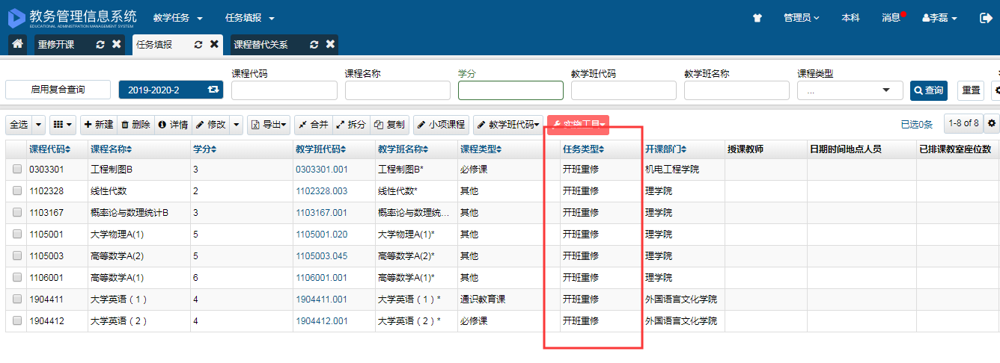 教务管理信息系统 教学任务 任务填报 管理员 本科 消息 李磊
EDUCATIONAL ADMINISTRATION MANAGEMENT SYSTEM
重修开课 任务填报 课程替代关系
课程代码 课程名称 学分 教学班代码 教学班名称 课程类型
启用复合查询 2019-2020-2 ... 查询 重置
全选 新建 删除 详情 修改 导出 合并 拆分 复制 小项课程 教学班代码 实施工具 已选0条 1-8 of 8
课程代码 课程名称 学分 教学班代码 教学班名称 课程类型 任务类型 开课部门 授课教师 日期时间地点人员 已排课教室座位数
0303301 工程制图B 3 0303301.001 工程制图B* 必修课 开班重修 机电工程学院
1102328 线性代数 2 1102328.003 线性代数* 其他 开班重修 理学院
1103167 概率论与数理统计B 3 1103167.001 概率论与数理统... 其他 开班重修 理学院
1105001 大学物理A(1) 5 1105001.020 大学物理A(1)* 其他 开班重修 理学院
1105003 高等数学A(2) 5 1105003.045 高等数学A(2)* 其他 开班重修 理学院
1106001 高等数学A(1) 6 1106001.001 高等数学A(1)* 其他 开班重修 理学院
1904411 大学英语（1） 4 1904411.001 大学英语（1）* 通识教育课 开班重修 外国语言文化学院
1904412 大学英语（2） 4 1904412.001 大学英语（2）* 必修课 开班重修 外国语言文化学院